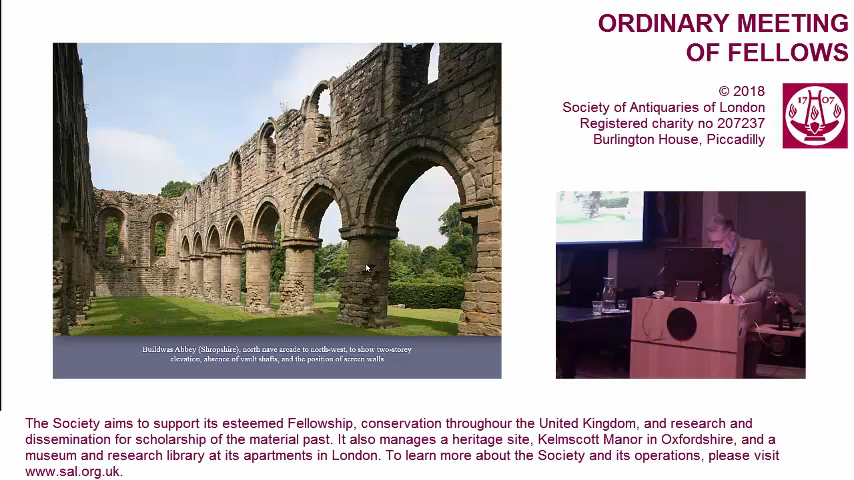 ORDINARY MEETING
OF FELLOWS
© 2018
Society of Antiquaries of London
Registered charity no 207237
Burlington House, Piccadilly
17 07
Buildwas Abbey (Shropshire), north nave arcade to north-west, to show two-storey
elevation, absence of vault shafts, and the position of screen walls
The Society aims to support its esteemed Fellowship, conservation throughour the United Kingdom, and research and
dissemination for scholarship of the material past. It also manages a heritage site, Kelmscott Manor in Oxfordshire, and a
museum and research library at its apartments in London. To learn more about the Society and its operations, please visit
www.sal.org.uk.